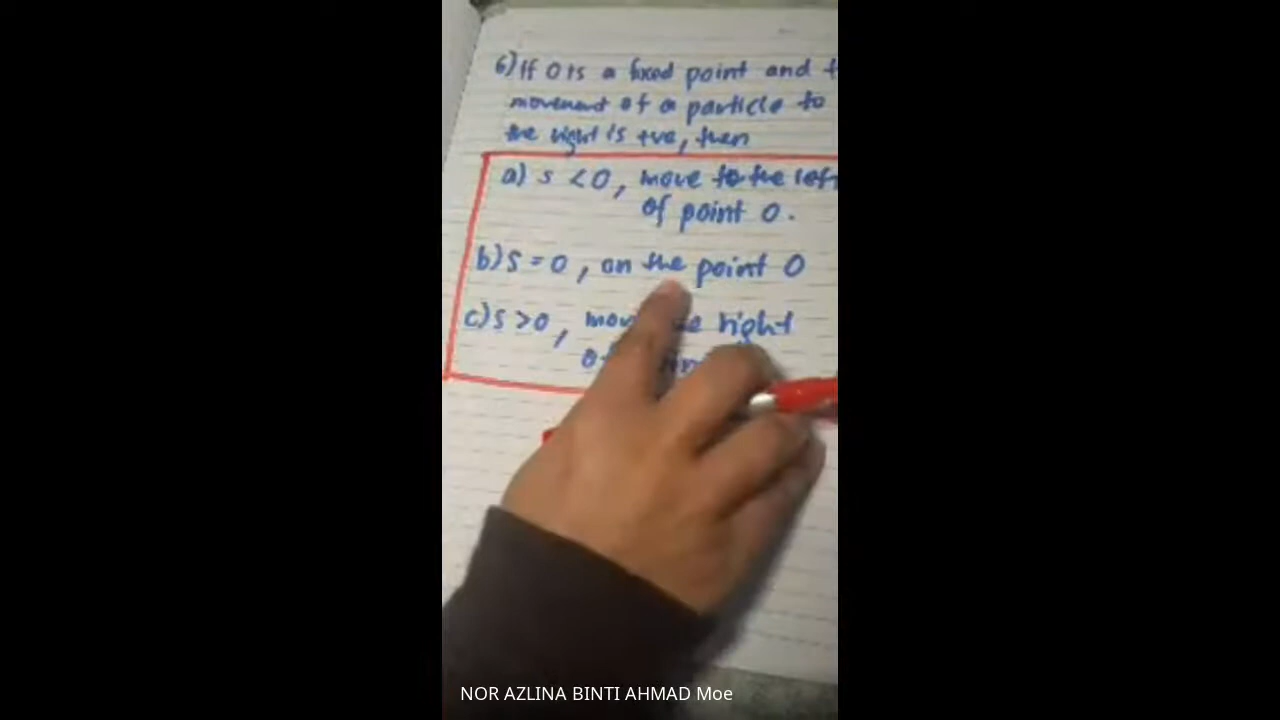 6) If O is a fixed point and
movement of a particle to
the right is +ve, then
a) s <0, move to the left
of point O.
b) s = 0, on the point O
c) s >0, right
NOR AZLINA BINTI AHMAD Moe